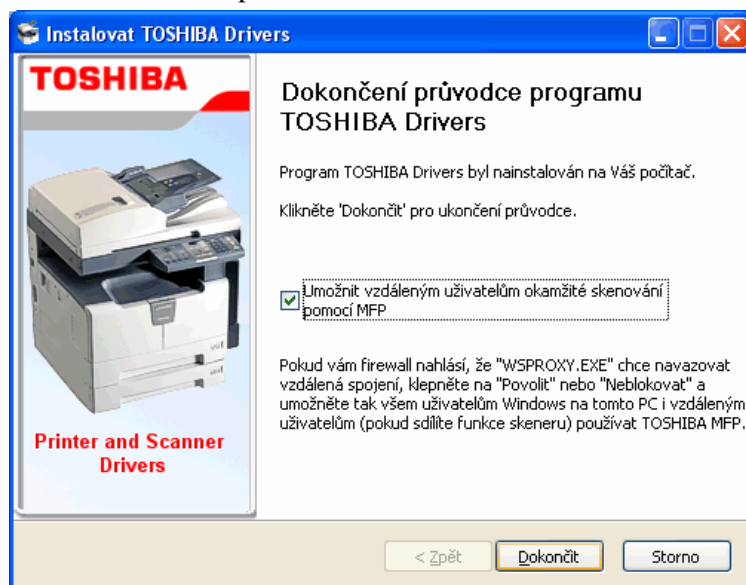 Instalovat TOSHIBA Drivers
TOSHIBA
Printer and Scanner
Drivers
Dokončení průvodce programu
TOSHIBA Drivers
Program TOSHIBA Drivers byl nainstalován na Váš počítač.
Klikněte 'Dokončit' pro ukončení průvodce.
Umožnit vzdáleným uživatelům okamžité skenování
pomocí MFP
Pokud vám firewall nahlásí, že "WSPROXY.EXE" chce navazovat
vzdálená spojení, klepněte na "Povolit" nebo "Neblokovat" a
umožněte tak všem uživatelům Windows na tomto PC i vzdáleným
uživatelům (pokud sdílíte funkce skeneru) používat TOSHIBA MFP.
< Zpět
Dokončit
Storno